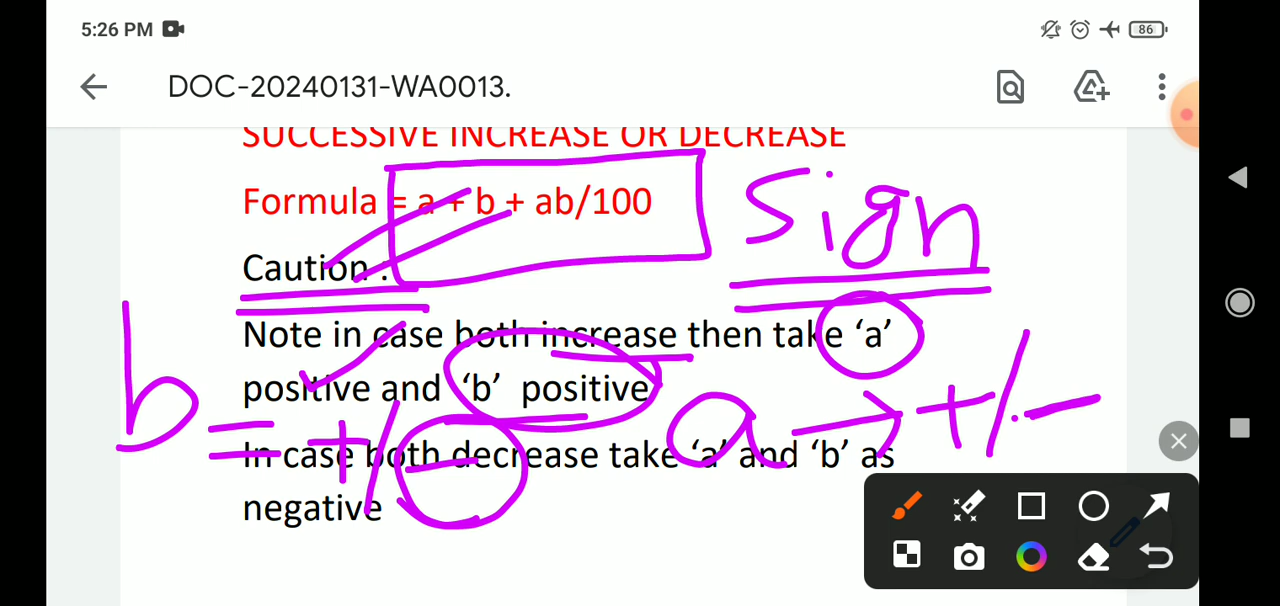 5:26 PM
86
DOC-20240131-WA0013.
SUCCESSIVE INCREASE OR DECREASE
Formula = a + b + ab/100
Sign
Caution :
Note in case both increase then take ‘a’
positive and ‘b’ positive
b = +/-
a → +/-
In case both decrease take ‘a’ and ‘b’ as
negative